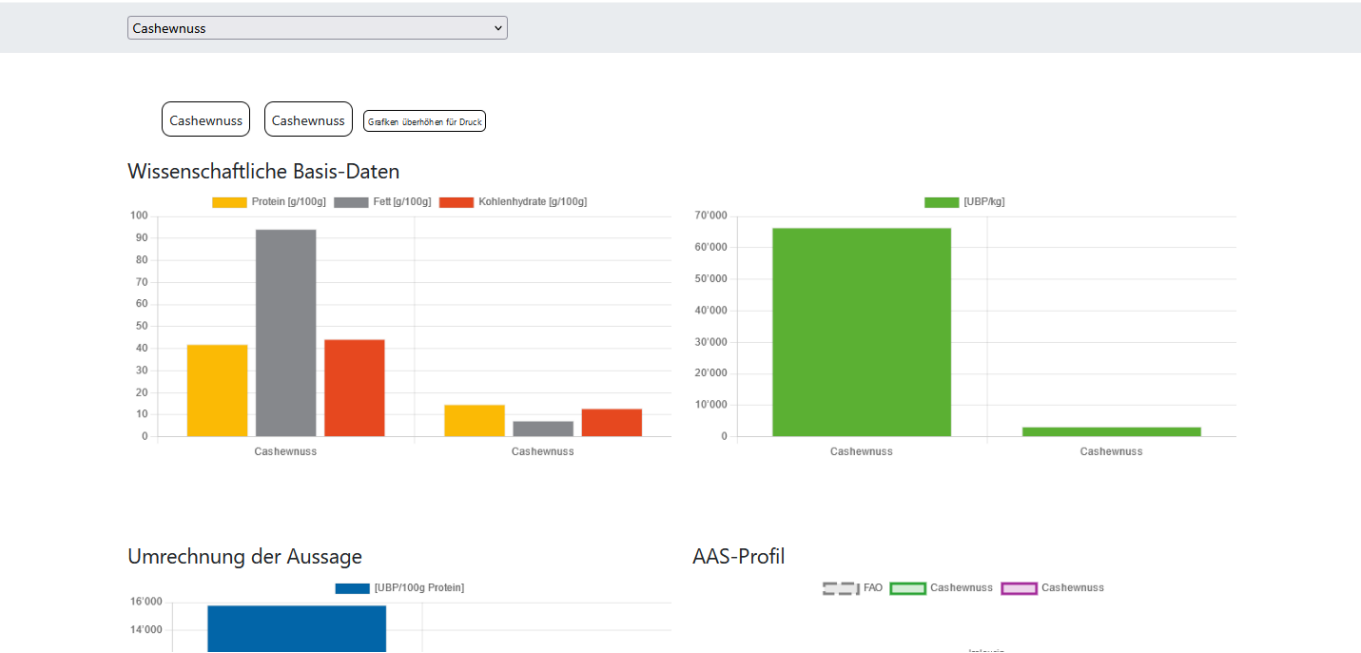 Cashewnuss
Cashewnuss Cashewnuss Grafiken überhöhen für Druck
Wissenschaftliche Basis-Daten
Protein [g/100g] Fett [g/100g] Kohlenhydrate [g/100g]
100
90
80
70
60
50
40
30
20
10
0
Cashewnuss Cashewnuss
[UBP/kg]
70'000
60'000
50'000
40'000
30'000
20'000
10'000
0
Cashewnuss Cashewnuss
Umrechnung der Aussage
[UBP/100g Protein]
16'000
14'000
AAS-Profil
FAO Cashewnuss Cashewnuss